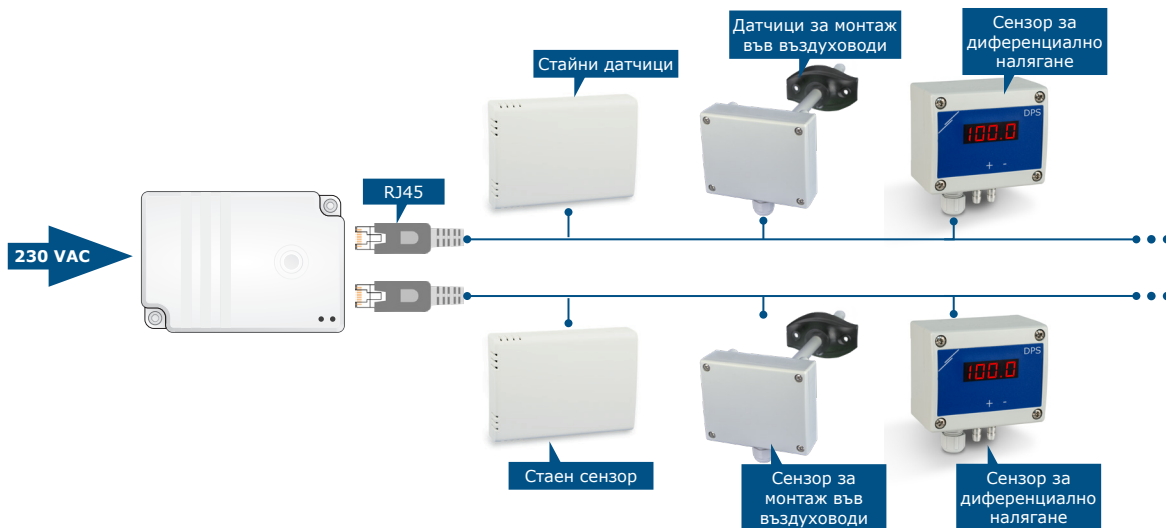 Стайни датчици
Датчици за монтаж
във въздуховоди
Сензор за
диференциално
налягане
DPS
100.0
+ -
RJ45
230 VAC
DPS
100.0
+ -
Стаен сензор
Сензор за
монтаж във
въздуховоди
Сензор за
диференциално
налягане